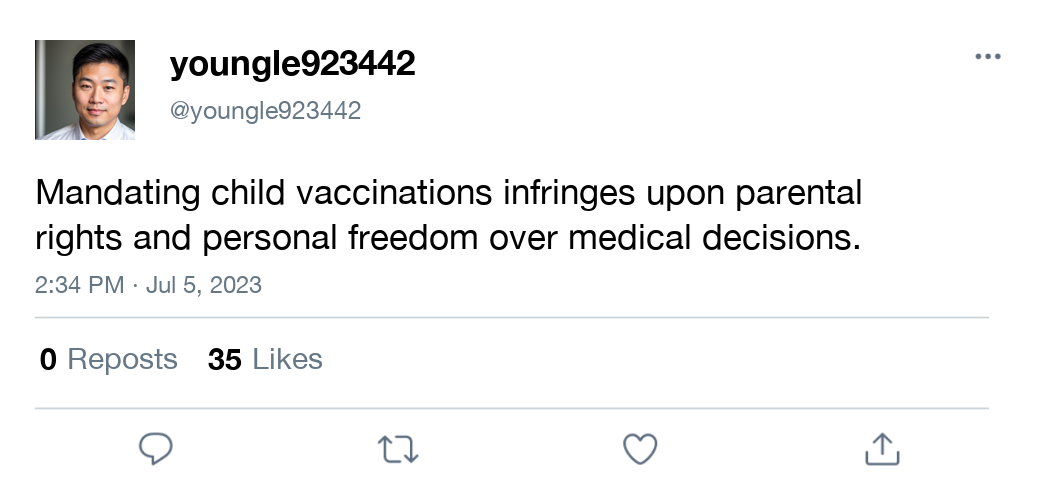 youngle923442
@youngle923442
Mandating child vaccinations infringes upon parental
rights and personal freedom over medical decisions.
2:34 PM · Jul 5, 2023
0 Reposts 35 Likes